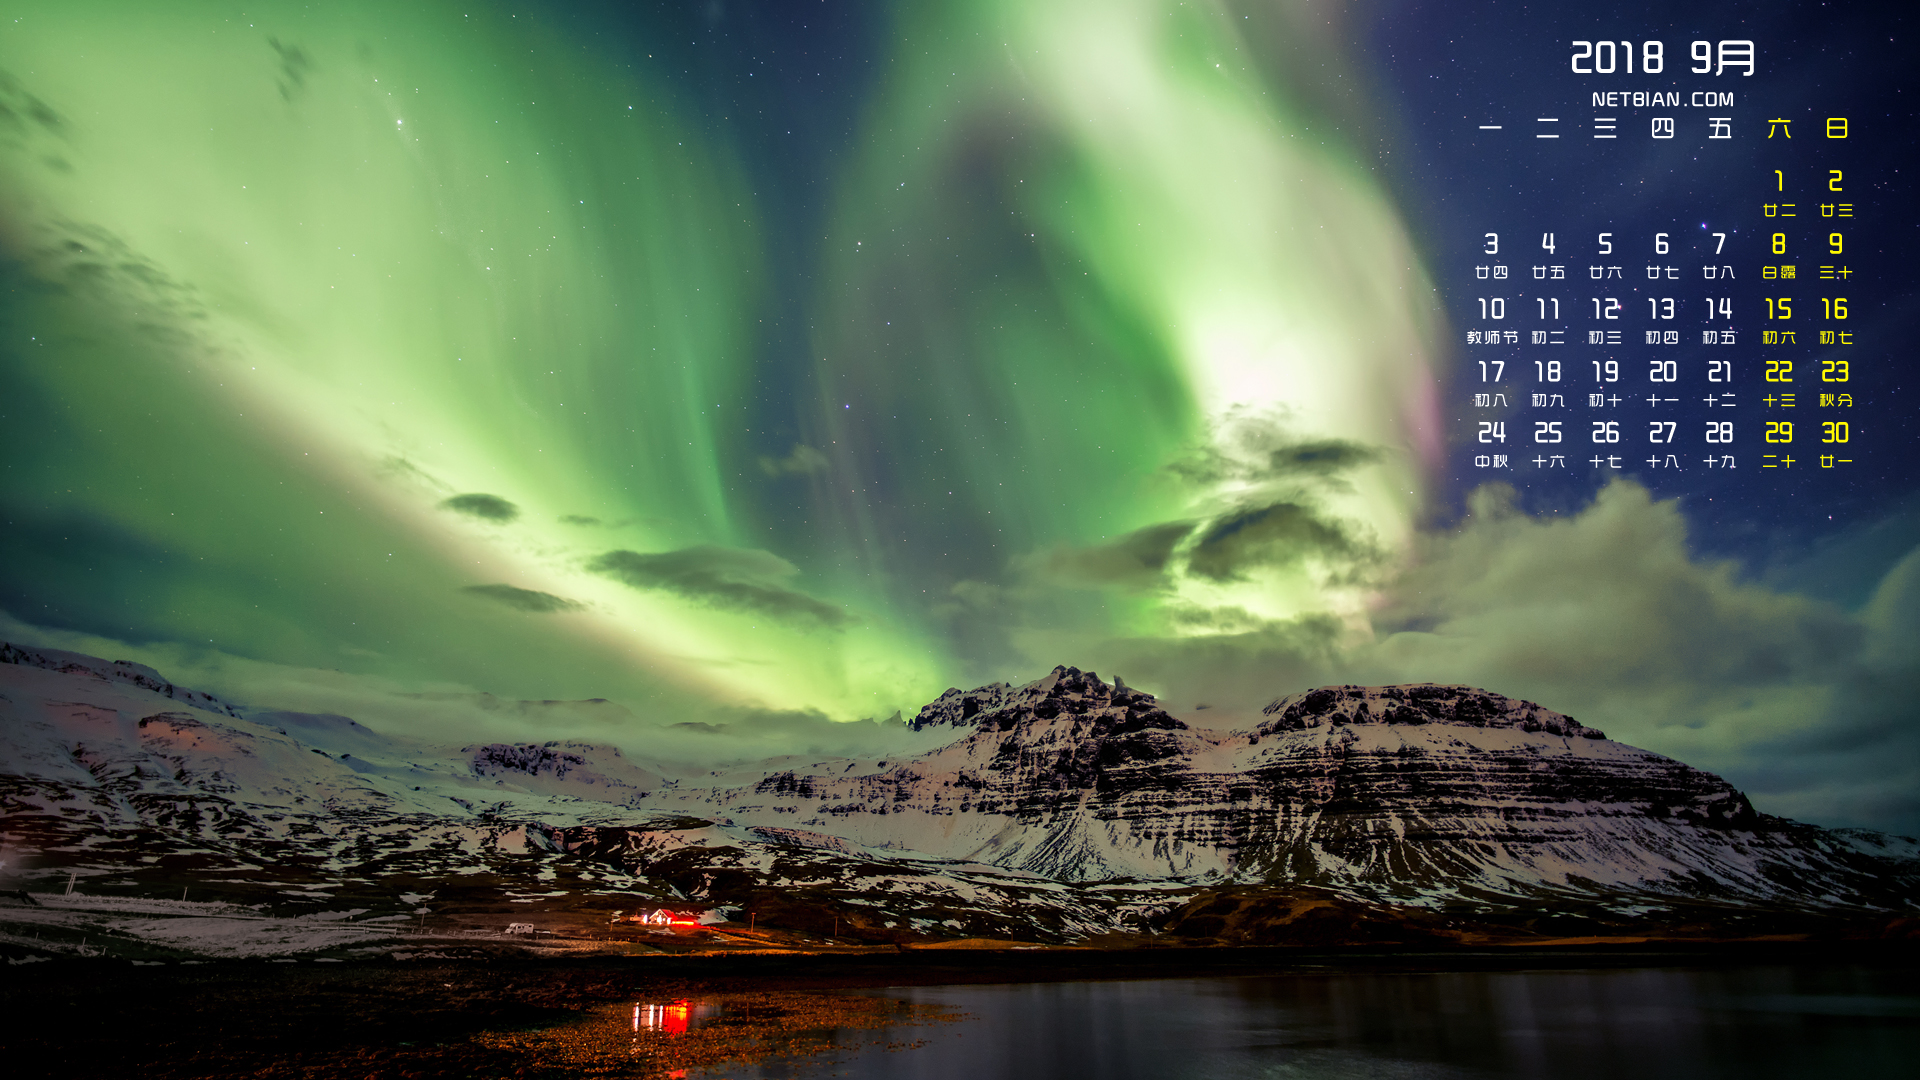 2018 9月
NETBIAN.COM
一 二 三 四 五 六 日
1 2
廿二 廿三
3 4 5 6 7 8 9
廿四 廿五 廿六 廿七 廿八 白露 三十
10 11 12 13 14 15 16
教师节 初二 初三 初四 初五 初六 初七
17 18 19 20 21 22 23
初八 初九 初十 十一 十二 十三 秋分
24 25 26 27 28 29 30
中秋 十六 十七 十八 十九 二十 廿一